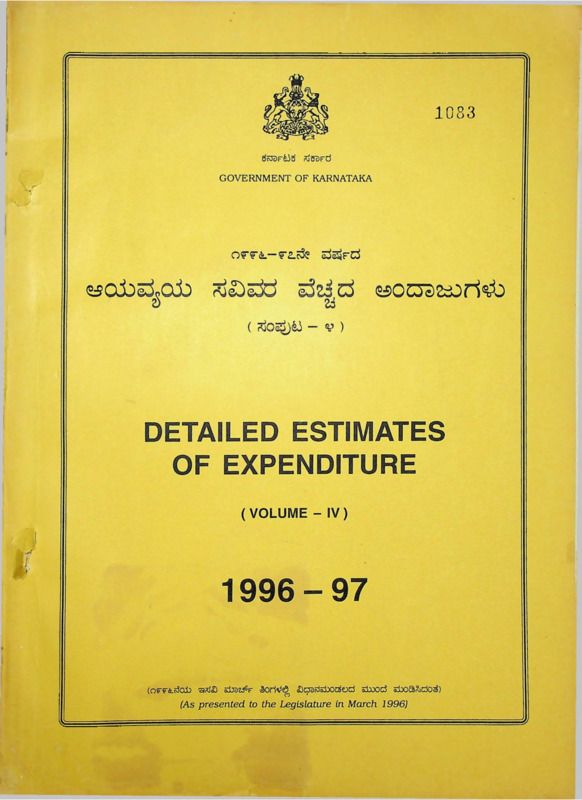 1083
ಕರ್ನಾಟಕ ಸರ್ಕಾರ
GOVERNMENT OF KARNATAKA
೧೯೯೬–೯೭ನೇ ವರ್ಷದ
ಆಯವ್ಯಯ ಸವಿವರ ವೆಚ್ಚದ ಅಂದಾಜುಗಳು
( ಸಂಪುಟ – ೪ )
DETAILED ESTIMATES
OF EXPENDITURE
( VOLUME – IV )
1996 – 97
(೧೯೯೬ನೆಯ ಇಸವಿ ಮಾರ್ಚ್ ತಿಂಗಳಲ್ಲಿ ವಿಧಾನಮಂಡಲದ ಮುಂದೆ ಮಂಡಿಸಿದಂತೆ)
(As presented to the Legislature in March 1996)